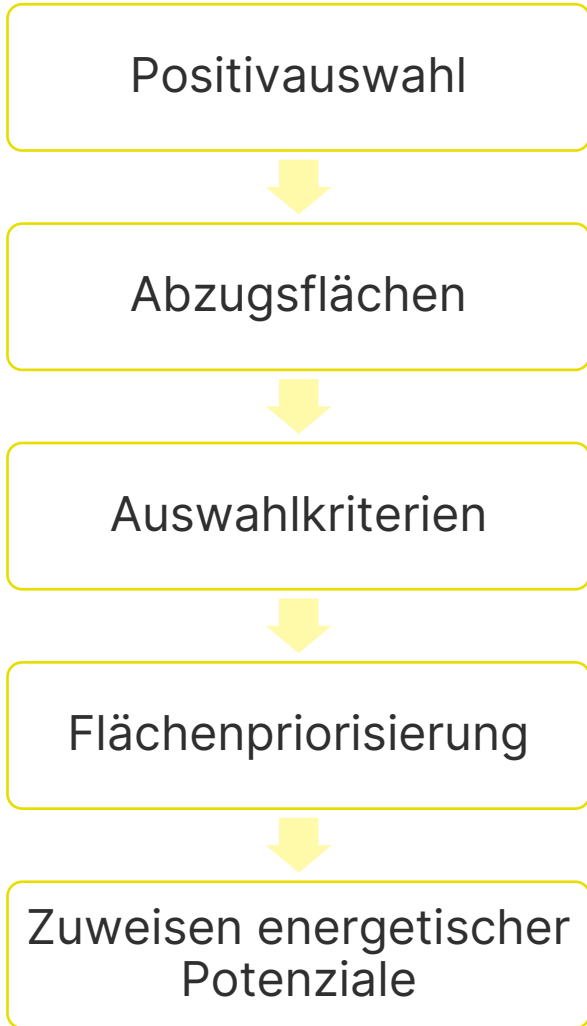 Positivauswahl
Abzugsflächen
Auswahlkriterien
Flächenpriorisierung
Zuweisen energetischer
Potenziale